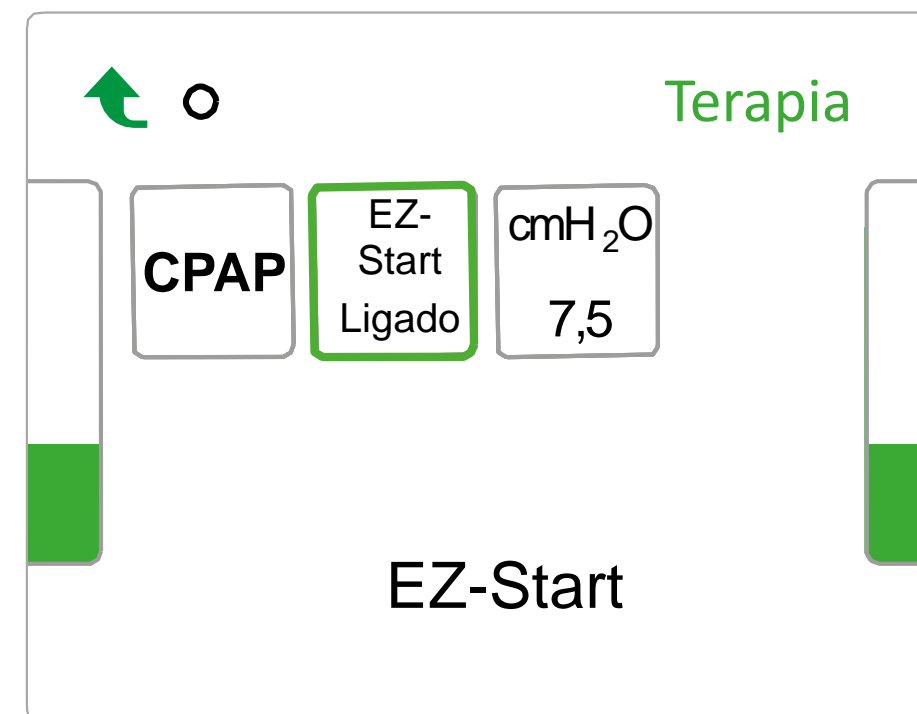 Terapia
CPAP
EZ-
Start
Ligado
cmH₂O
7,5
EZ-Start